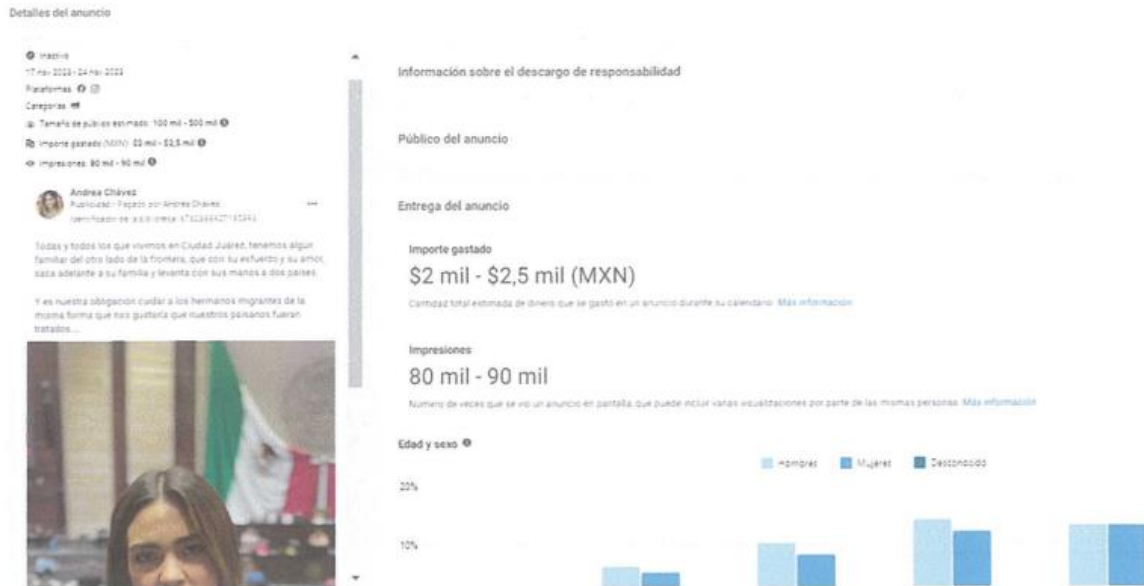 Detalles del anuncio
Inactivo
17 nov 2023 - 24 nov 2023
Plataformas
Categorías
Tamaño de público estimado: 100 mil - 500 mil
Importe gastado (MXN): $2 mil - $2,5 mil
Impresiones: 80 mil - 90 mil
Andrea Chávez
Publicidad • Pagado por Andrea Chávez
Identificador de la biblioteca:
Todas y todos los que vivimos en Ciudad Juárez, tenemos algún
familiar del otro lado de la frontera, que con su esfuerzo y su amor,
saca adelante a su familia y levanta con sus manos a dos países.
Y es nuestra obligación cuidar a los hermanos migrantes de la
misma forma que nos gustaría que nuestros paisanos fueran
tratados....
Información sobre el descargo de responsabilidad
Público del anuncio
Entrega del anuncio
Importe gastado
$2 mil - $2,5 mil (MXN)
Cantidad total estimada de dinero que se gastó en un anuncio durante su calendario. Más información
Impresiones
80 mil - 90 mil
Número de veces que se vio un anuncio en pantalla, que puede incluir varias visualizaciones por parte de las mismas personas. Más información
Edad y sexo
Hombres Mujeres Desconocido
20%
10%